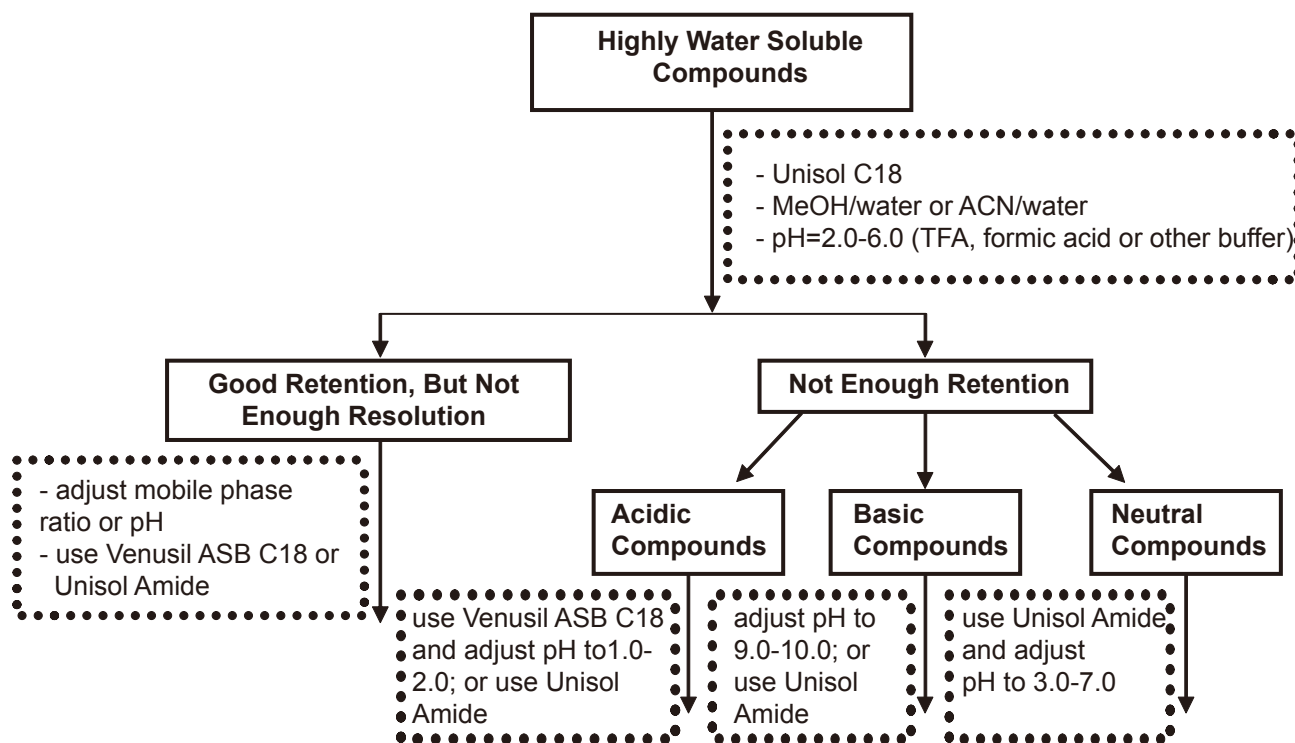 Highly Water Soluble
Compounds
- Unisol C18
- MeOH/water or ACN/water
- pH=2.0-6.0 (TFA, formic acid or other buffer)
Good Retention, But Not
Enough Resolution
Not Enough Retention
- adjust mobile phase
ratio or pH
- use Venusil ASB C18 or
Unisol Amide
Acidic
Compounds
Basic
Compounds
Neutral
Compounds
use Venusil ASB C18
and adjust pH to1.0-
2.0; or use Unisol
Amide
adjust pH to
9.0-10.0; or
use Unisol
Amide
use Unisol Amide
and adjust
pH to 3.0-7.0